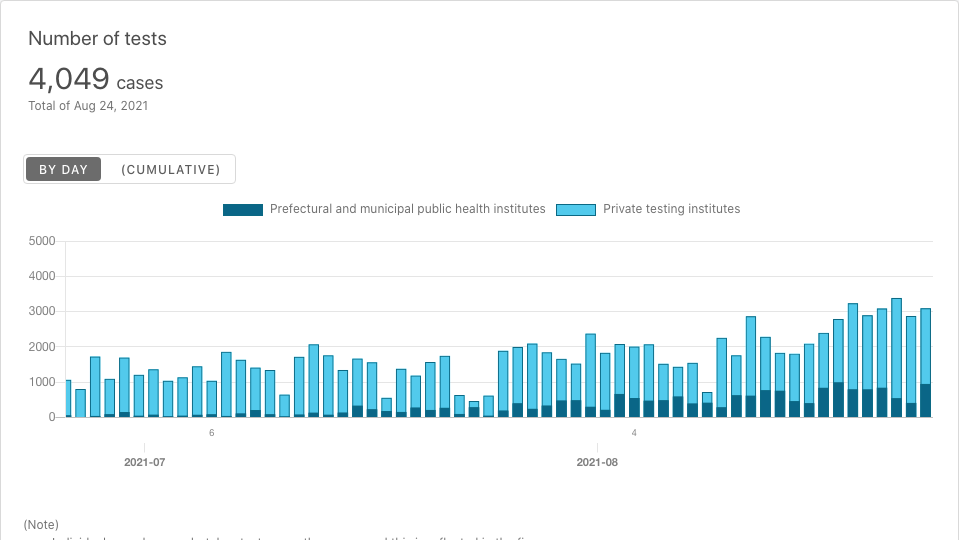 Number of tests
4,049 cases
Total of Aug 24, 2021
BY DAY (CUMULATIVE)
Prefectural and municipal public health institutes Private testing institutes
5000
4000
3000
2000
1000
0
6 4
2021-07 2021-08
(Note)